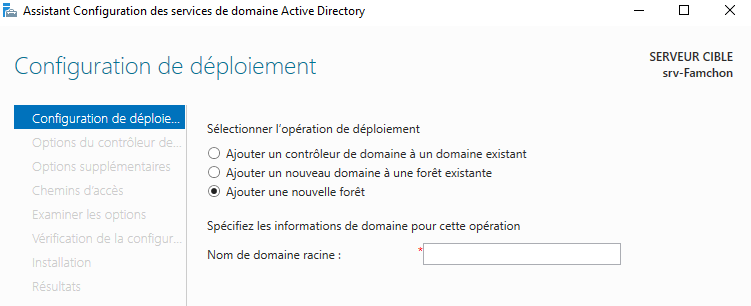 Assistant Configuration des services de domaine Active Directory
Configuration de déploiement
SERVEUR CIBLE
srv-Famchon
Configuration de déploie...
Options du contrôleur de...
Options supplémentaires
Chemins d'accès
Examiner les options
Vérification de la configur...
Installation
Résultats
Sélectionner l'opération de déploiement
Ajouter un contrôleur de domaine à un domaine existant
Ajouter un nouveau domaine à une forêt existante
Ajouter une nouvelle forêt
Spécifiez les informations de domaine pour cette opération
Nom de domaine racine : *